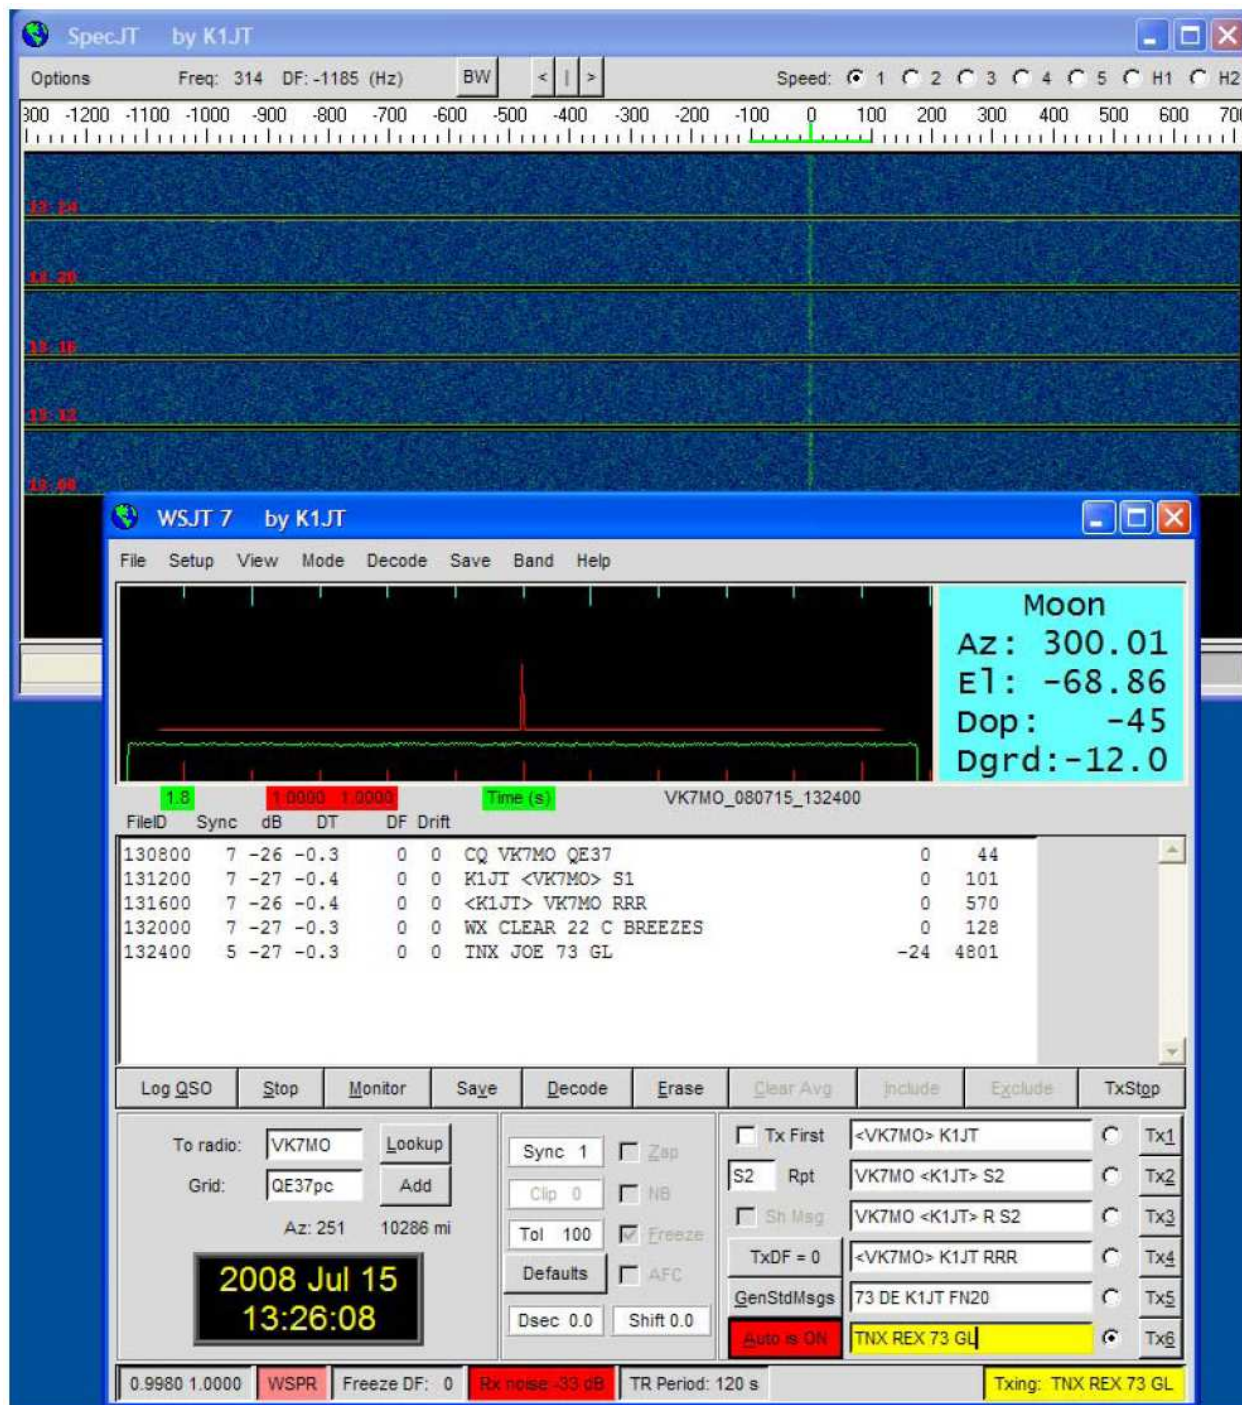 SpecJT by K1JT
Options Freq: 314 DF: -1185 (Hz) BW < | > Speed: 1 2 3 4 5 H1 H2
300 -1200 -1100 -1000 -900 -800 -700 -600 -500 -400 -300 -200 -100 0 100 200 300 400 500 600 700
13:24
13:20
13:16
13:12
13:08
WSJT 7 by K1JT
File Setup View Mode Decode Save Band Help
Moon
Az: 300.01
El: -68.86
Dop: -45
Dgrd:-12.0
1.8 1.0000 1.0000 Time (s) VK7MO_080715_132400
FileID Sync dB DT DF Drift
130800 7 -26 -0.3 0 0 CQ VK7MO QE37 0 44
131200 7 -27 -0.4 0 0 K1JT <VK7MO> S1 0 101
131600 7 -26 -0.4 0 0 <K1JT> VK7MO RRR 0 570
132000 7 -27 -0.3 0 0 WX CLEAR 22 C BREEZES 0 128
132400 5 -27 -0.3 0 0 TNX JOE 73 GL -24 4801
Log QSO Stop Monitor Save Decode Erase Clear Avg Include Exclude TxStop
To radio: VK7MO Lookup
Grid: QE37pc Add
Az: 251 10286 mi
2008 Jul 15
13:26:08
Sync 1 Zap
Clip 0 NB
Tol 100 Freeze
Defaults AFC
Dsec 0.0 Shift 0.0
Tx First <VK7MO> K1JT Tx1
S2 Rpt VK7MO <K1JT> S2 Tx2
Sh Msg VK7MO <K1JT> R S2 Tx3
TxDF = 0 <VK7MO> K1JT RRR Tx4
GenStdMsgs 73 DE K1JT FN20 Tx5
Auto is ON TNX REX 73 GL Tx6
0.9980 1.0000 WSPR Freeze DF: 0 Rx noise:-33 dB TR Period: 120 s Txing: TNX REX 73 GL